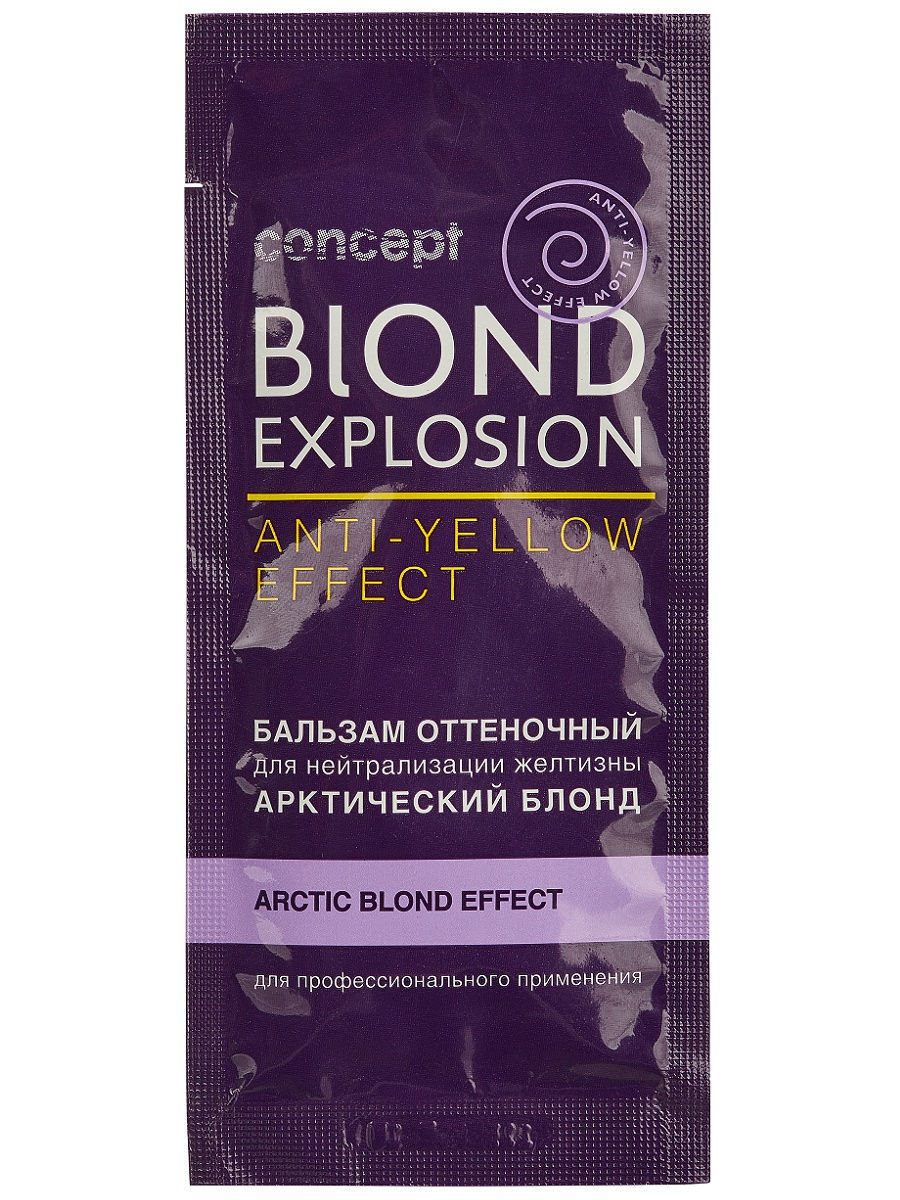 concept
ANTI-YELLOW EFFECT
BlOND
EXPLOSION
ANTI-YELLOW
EFFECT
БАЛЬЗАМ ОТТЕНОЧНЫЙ
для нейтрализации желтизны
АРКТИЧЕСКИЙ БЛОНД
ARCTIC BLOND EFFECT
для профессионального применения